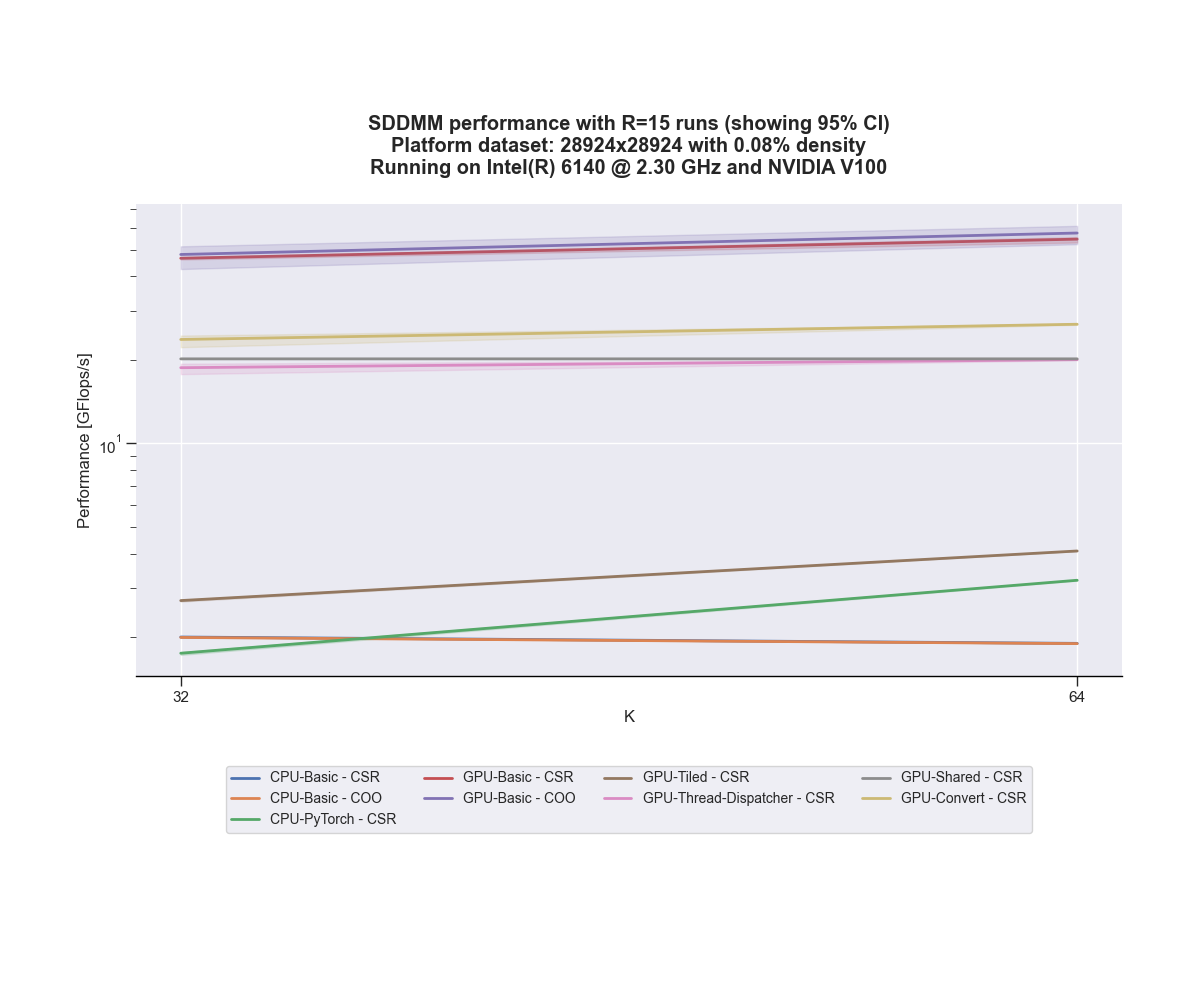 SDDMM performance with R=15 runs (showing 95% CI)
Platform dataset: 28924x28924 with 0.08% density
Running on Intel(R) 6140 @ 2.30 GHz and NVIDIA V100
Performance [GFlops/s]
10^1
32
64
K
CPU-Basic - CSR
CPU-Basic - COO
CPU-PyTorch - CSR
GPU-Basic - CSR
GPU-Basic - COO
GPU-Tiled - CSR
GPU-Thread-Dispatcher - CSR
GPU-Shared - CSR
GPU-Convert - CSR